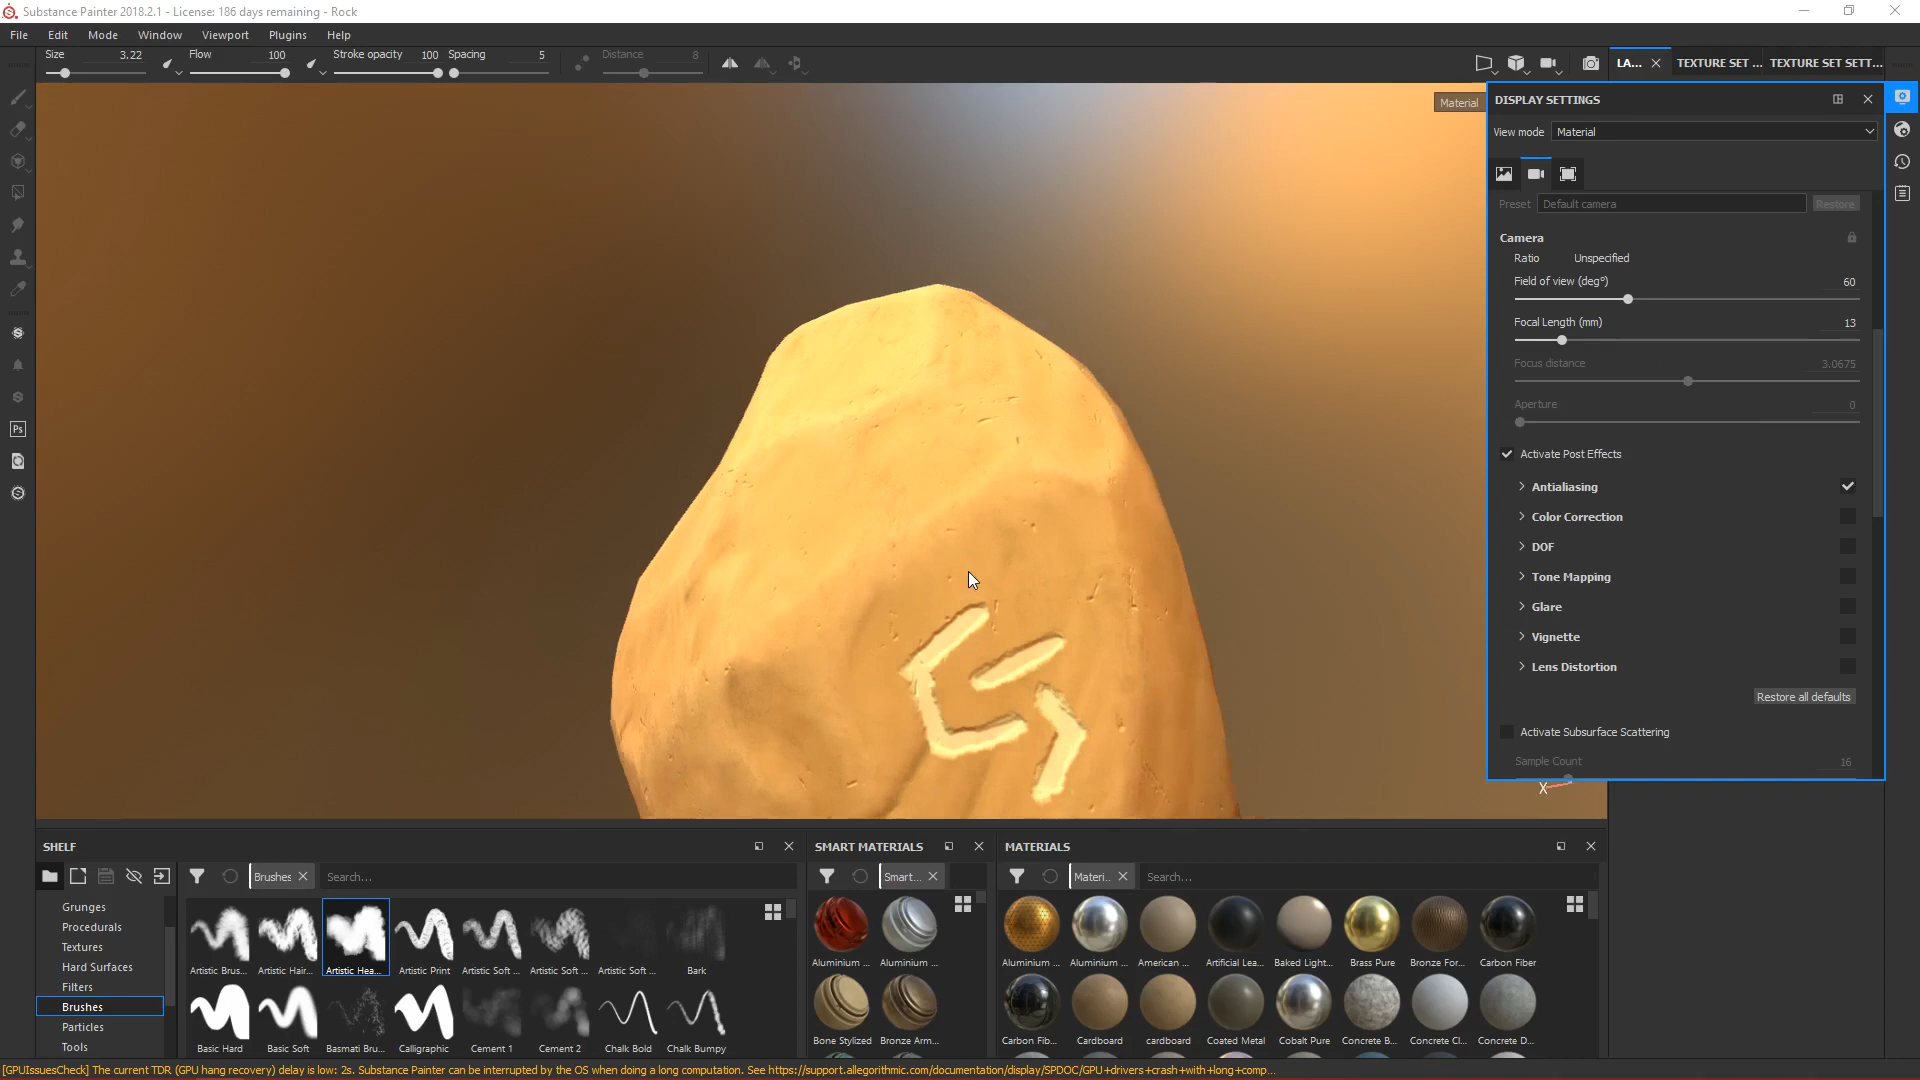 Substance Painter 2018.2.1 - License: 186 days remaining - Rock
File Edit Mode Window Viewport Plugins Help
Size 3.22 Flow 100 Stroke opacity 100 Spacing 5 Distance 8
LA... TEXTURE SET ... TEXTURE SET SETT...
Material
DISPLAY SETTINGS
View mode Material
Preset Default camera Restore
Camera
Ratio Unspecified
Field of view (deg°) 60
Focal Length (mm) 13
Focus distance 3.0675
Aperture 0
Activate Post Effects
Antialiasing
Color Correction
DOF
Tone Mapping
Glare
Vignette
Lens Distortion
Restore all defaults
Activate Subsurface Scattering
Sample Count 16
X
Ps
SHELF
Brushes Search...
Grunges
Procedurals
Textures
Hard Surfaces
Filters
Brushes
Particles
Tools
Artistic Brus... Artistic Hair... Artistic Hea... Artistic Print Artistic Soft ... Artistic Soft ... Artistic Soft ... Bark
Basic Hard Basic Soft Basmati Bru... Calligraphic Cement 1 Cement 2 Chalk Bold Chalk Bumpy
SMART MATERIALS
Smart...
Aluminium ... Aluminium ...
Bone Stylized Bronze Arm...
MATERIALS
Materi.. Search...
Aluminium ... Aluminium ... American ... Artificial Lea... Baked Light... Brass Pure Bronze For... Carbon Fiber
Carbon Fib... Cardboard cardboard Coated Metal Cobalt Pure Concrete B... Concrete Cl... Concrete D...
[GPUIssuesCheck] The current TDR (GPU hang recovery) delay is low: 2s. Substance Painter can be interrupted by the OS when doing a long computation. See https://support.allegorithmic.com/documentation/display/SPDOC/GPU+drivers+crash+with+long+comp...